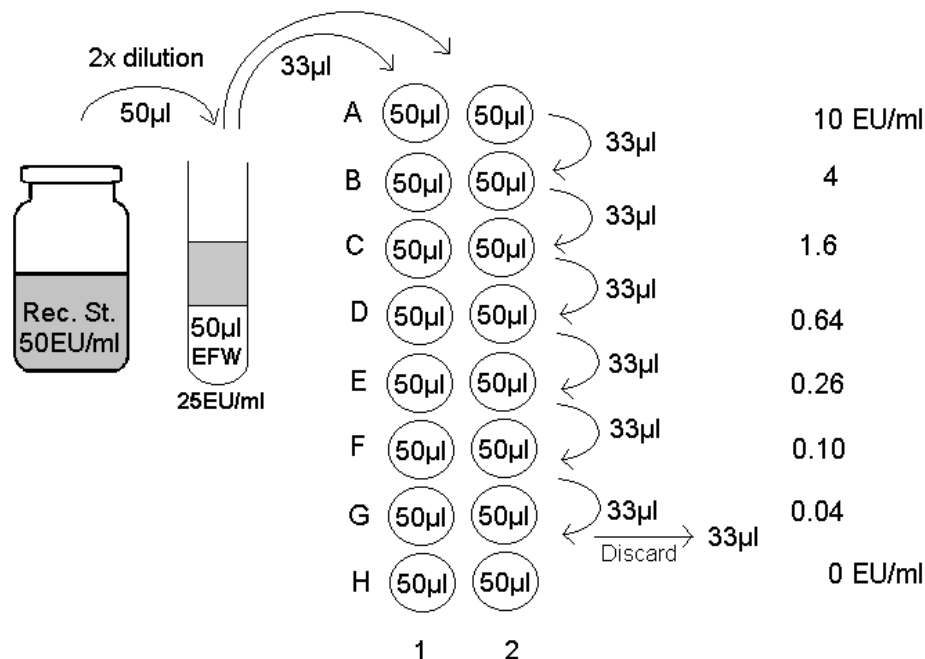 2x dilution
50µl
33µl
Rec. St.
50EU/ml
50µl
EFW
25EU/ml
A 50µl 50µl 10 EU/ml
33µl
B 50µl 50µl 4
33µl
C 50µl 50µl 1.6
33µl
D 50µl 50µl 0.64
33µl
E 50µl 50µl 0.26
33µl
F 50µl 50µl 0.10
G 50µl 50µl 33µl 0.04
Discard 33µl
H 50µl 50µl 0 EU/ml
1 2